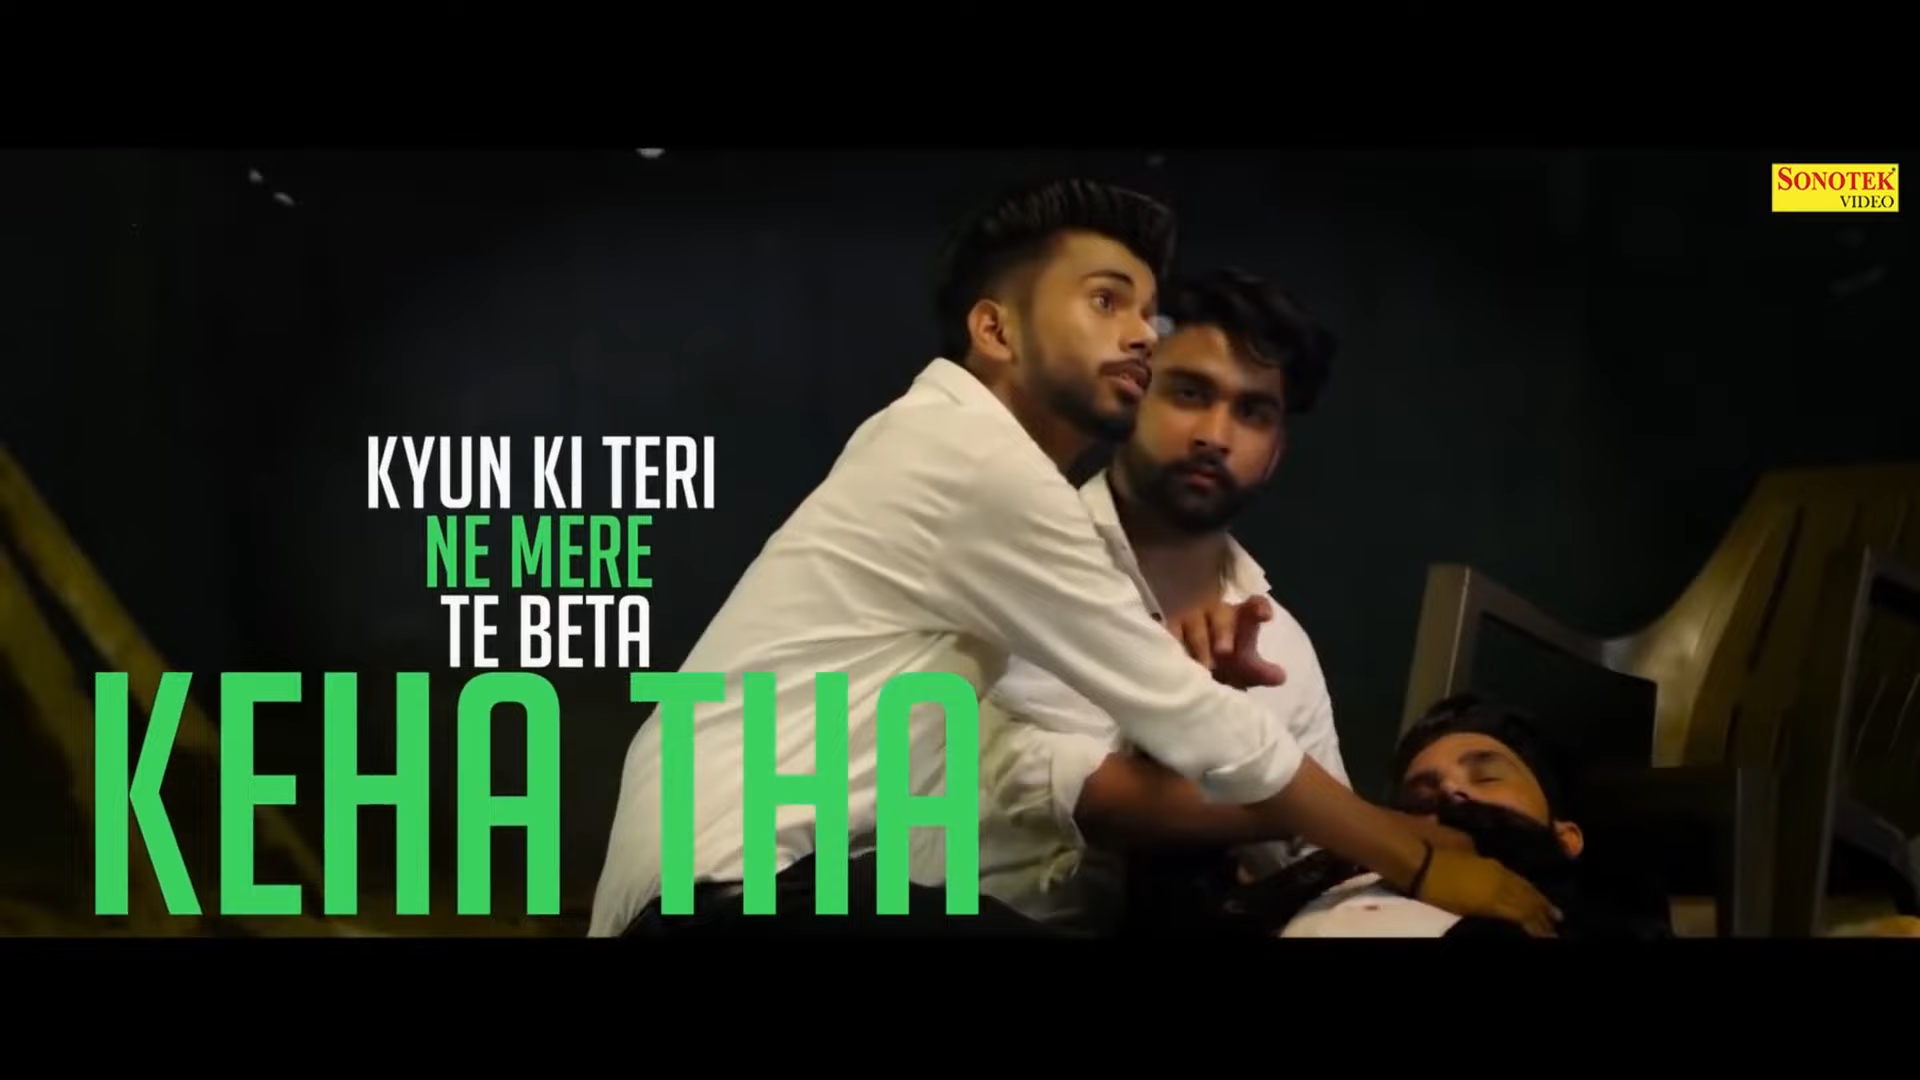 SONOTEK
VIDEO
KYUN KI TERI
NE MERE
TE BETA
KEHA THA